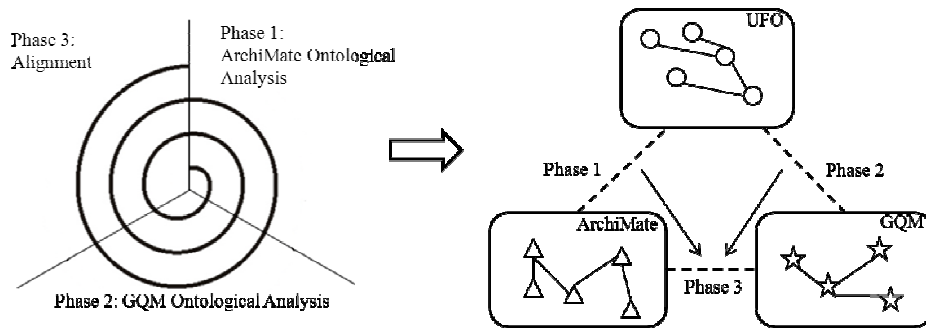 Phase 3:
Alignment
Phase 1:
ArchiMate Ontological
Analysis
Phase 2: GQM Ontological Analysis
UFO
Phase 1
Phase 2
ArchiMate
GQM
Phase 3